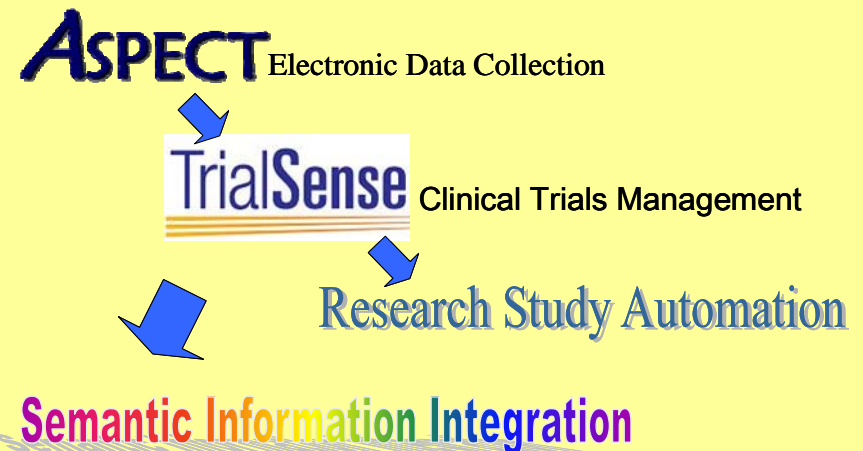 ASPECT Electronic Data Collection
TrialSense Clinical Trials Management
Research Study Automation
Semantic Information Integration